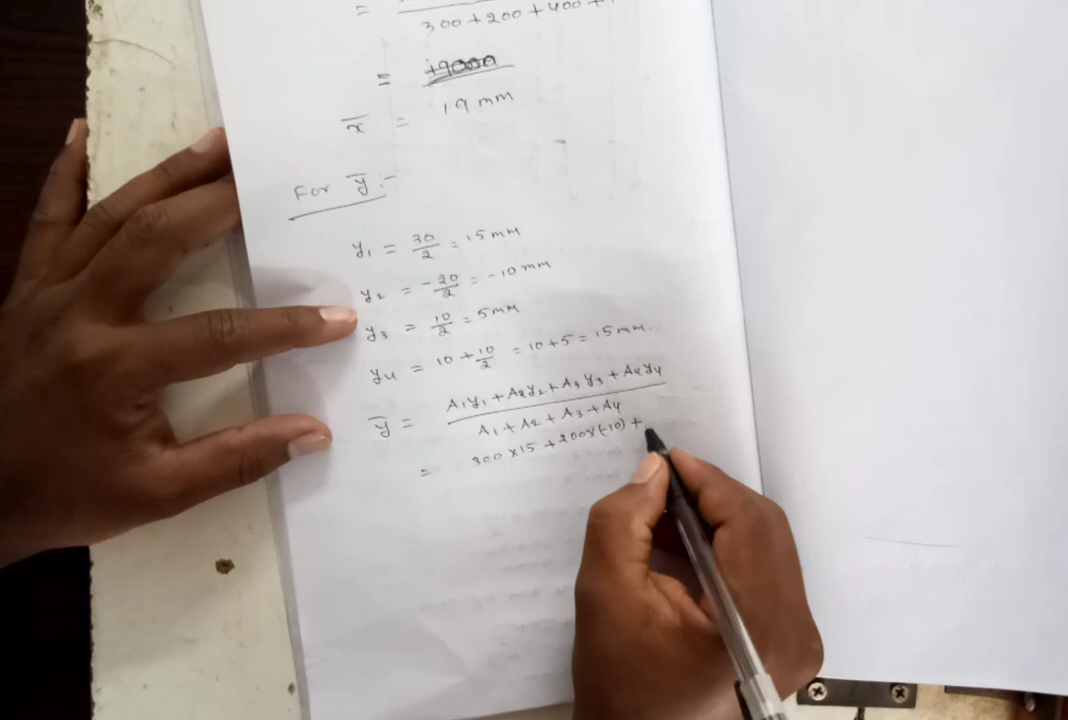 =
300+200+400+
=
x̄ = 19 mm
For ȳ :-
y₁ = 30/2 = 15 mm
y₂ = -20/2 = -10 mm
y₃ = 10/2 = 5 mm
y₄ = 10 + 10/2 = 10+5 = 15 mm.
ȳ = A₁y₁ + A₂y₂ + A₃y₃ + A₄y₄ / A₁ + A₂ + A₃ + A₄
= 300×15 + 200×(-10) +